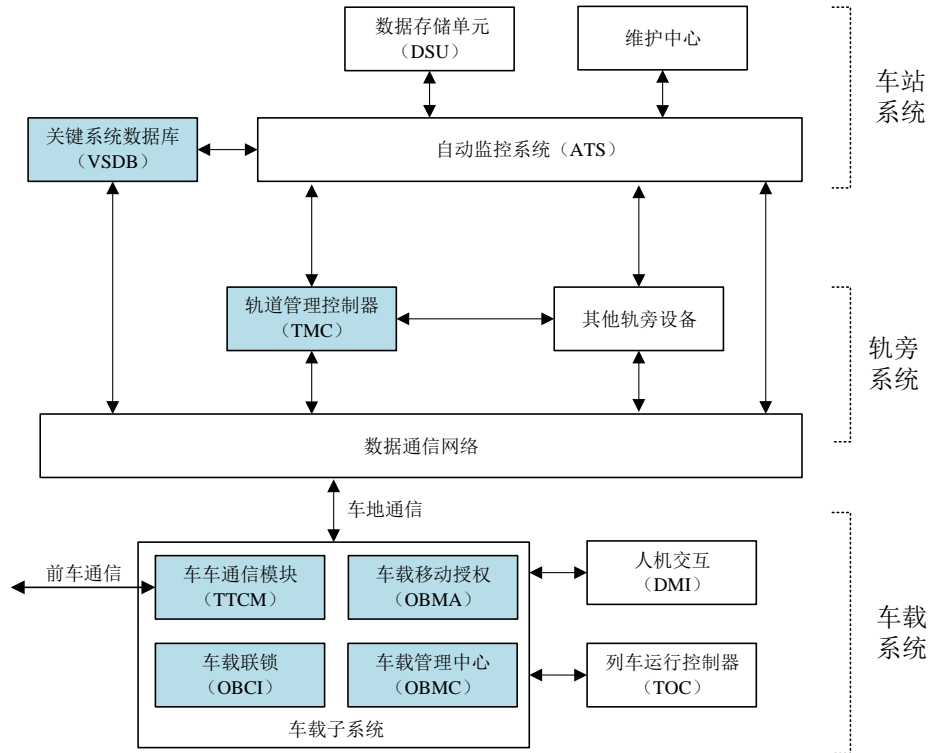 数据存储单元
（DSU）
维护中心
车站
系统
关键系统数据库
（VSDB）
自动监控系统（ATS）
轨道管理控制器
（TMC）
其他轨旁设备
轨旁
系统
数据通信网络
车地通信
前车通信
车车通信模块
（TTCM）
车载移动授权
（OBMA）
人机交互
（DMI）
车载
系统
车载联锁
（OBCI）
车载管理中心
（OBMC）
列车运行控制器
（TOC）
车载子系统